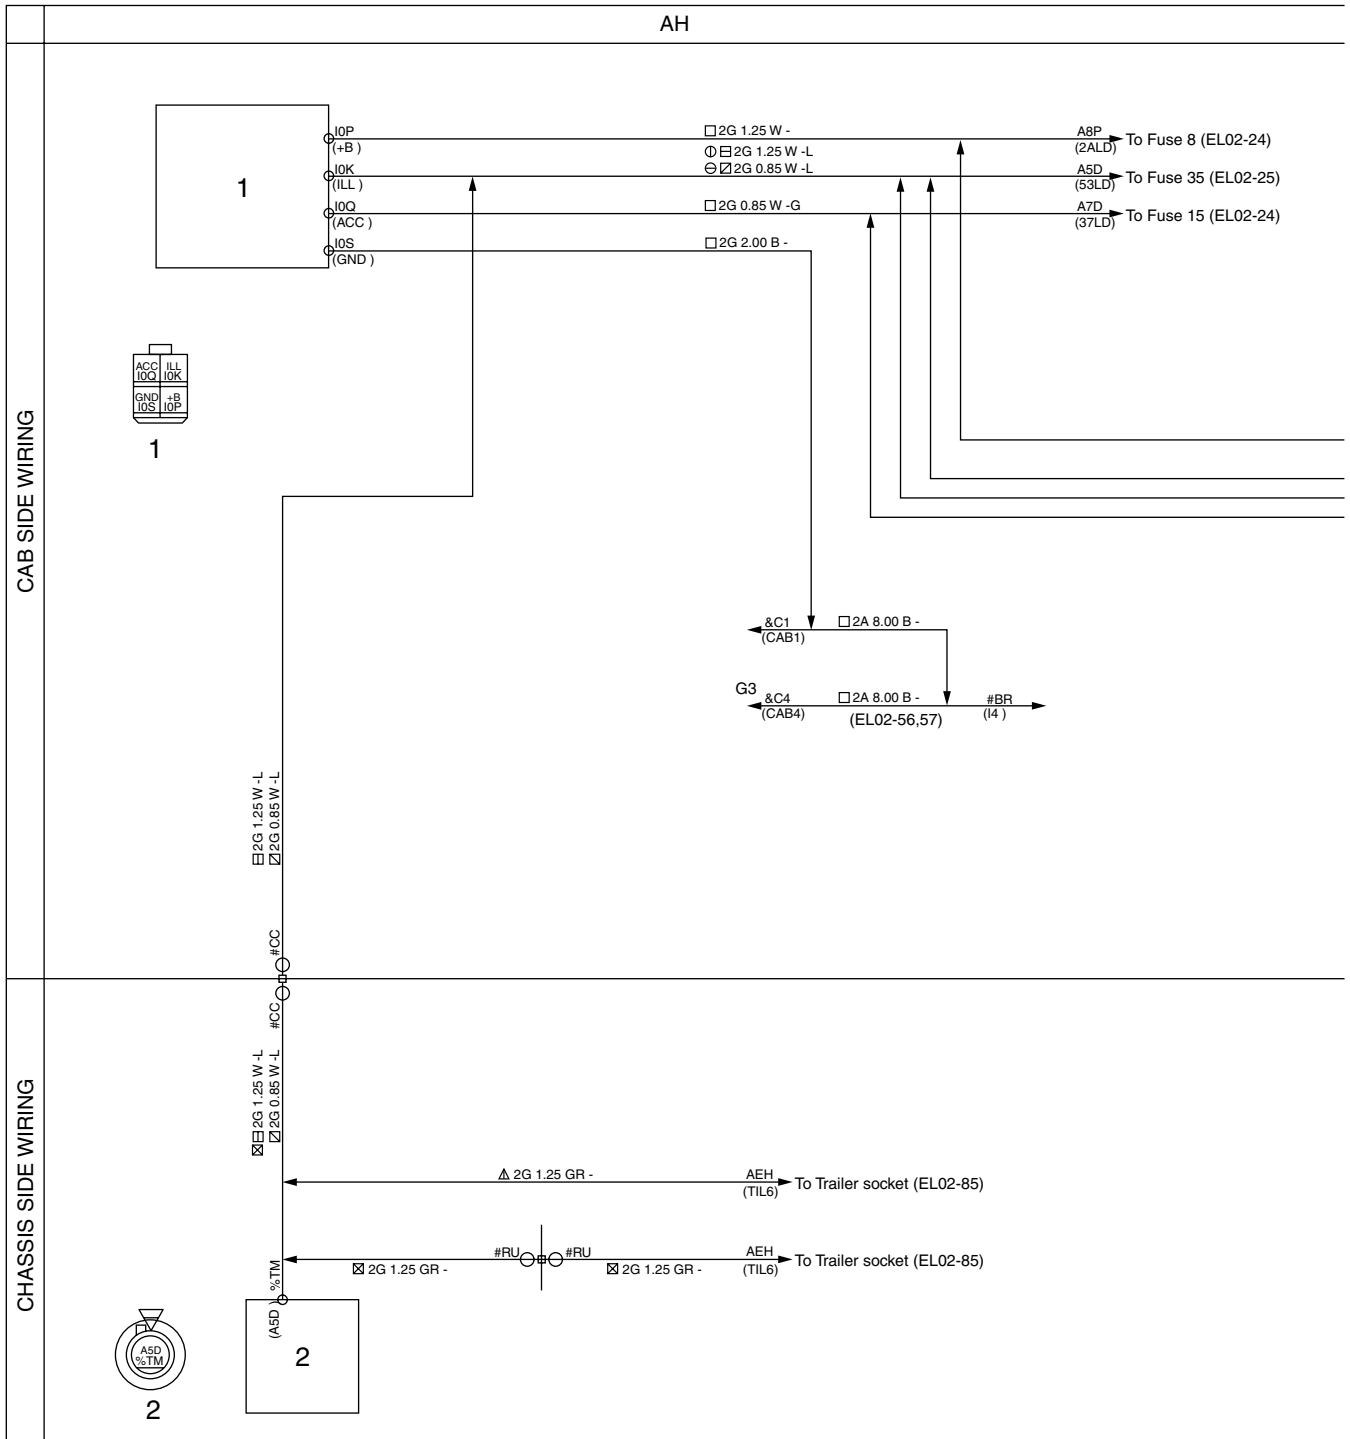 AH
CAB SIDE WIRING
1
I0P
(+B )
□ 2G 1.25 W -
A8P
(2ALD)
To Fuse 8 (EL02-24)
⦶ ⊟ 2G 1.25 W -L
I0K
(ILL )
⊖ ⧄ 2G 0.85 W -L
A5D
(53LD)
To Fuse 35 (EL02-25)
I0Q
(ACC )
□ 2G 0.85 W -G
A7D
(37LD)
To Fuse 15 (EL02-24)
I0S
(GND )
□ 2G 2.00 B -
ACC ILL
I0Q I0K
GND +B
I0S I0P
1
&C1
(CAB1)
□ 2A 8.00 B -
G3
&C4
(CAB4)
□ 2A 8.00 B -
(EL02-56,57)
#BR
(I4 )
⊟ 2G 1.25 W -L
⧄ 2G 0.85 W -L
#CC
CHASSIS SIDE WIRING
#CC
⊠ ⊟ 2G 1.25 W -L
⧄ 2G 0.85 W -L
◬ 2G 1.25 GR -
AEH
(TIL6)
To Trailer socket (EL02-85)
#RU
#RU
⊠ 2G 1.25 GR -
⊠ 2G 1.25 GR -
AEH
(TIL6)
To Trailer socket (EL02-85)
%TM
(A5D )
2
A5D
%TM
2